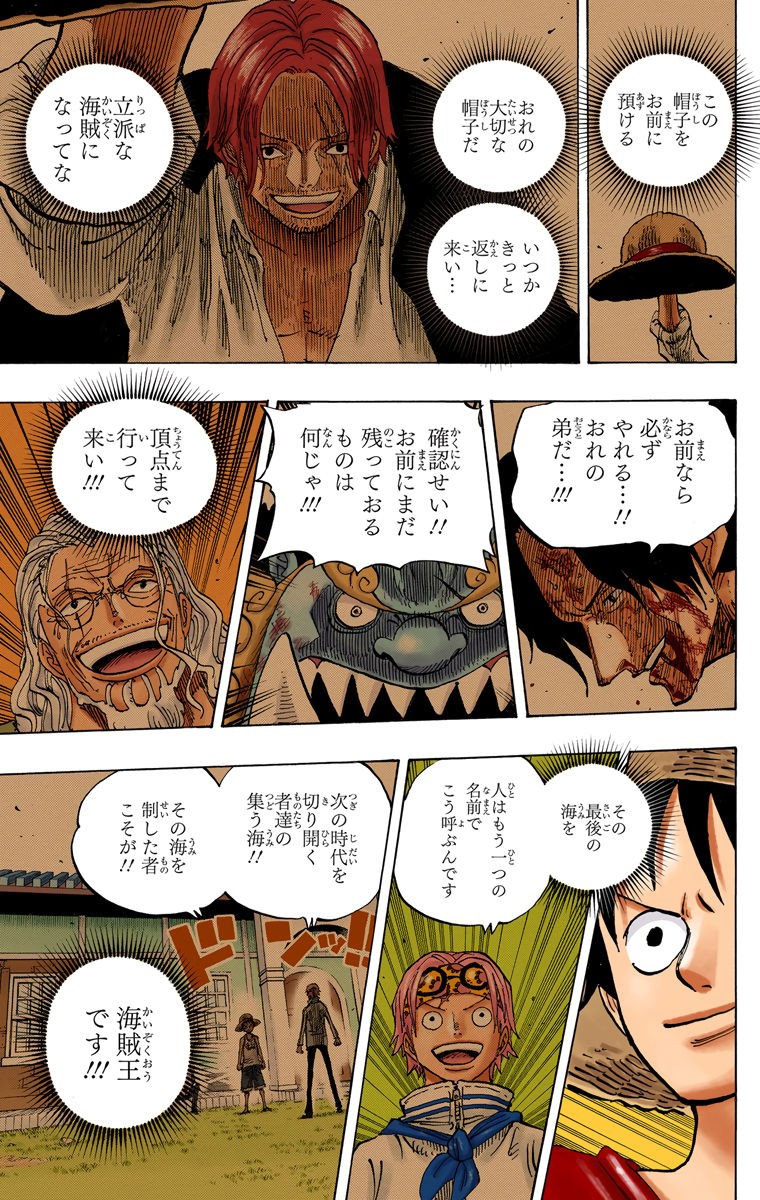 この
帽子を
お前に
預ける
おれの
大切な
帽子だ
いつか
きっと
返しに
来い…
立派な
海賊に
なってな
お前なら
必ず
やれる…!!
おれの
弟だ…!!!
確認せい!!
お前にまだ
残っておる
ものは
何じゃ!!!
頂点まで
行って
来い!!!
その
最後の
海を
人はもう一つの
名前で
こう呼ぶんです
次の時代を
切り開く
者達の
集う海!!
その海を
制した者
こそが!!
ドンッ!!
海賊王
です!!!